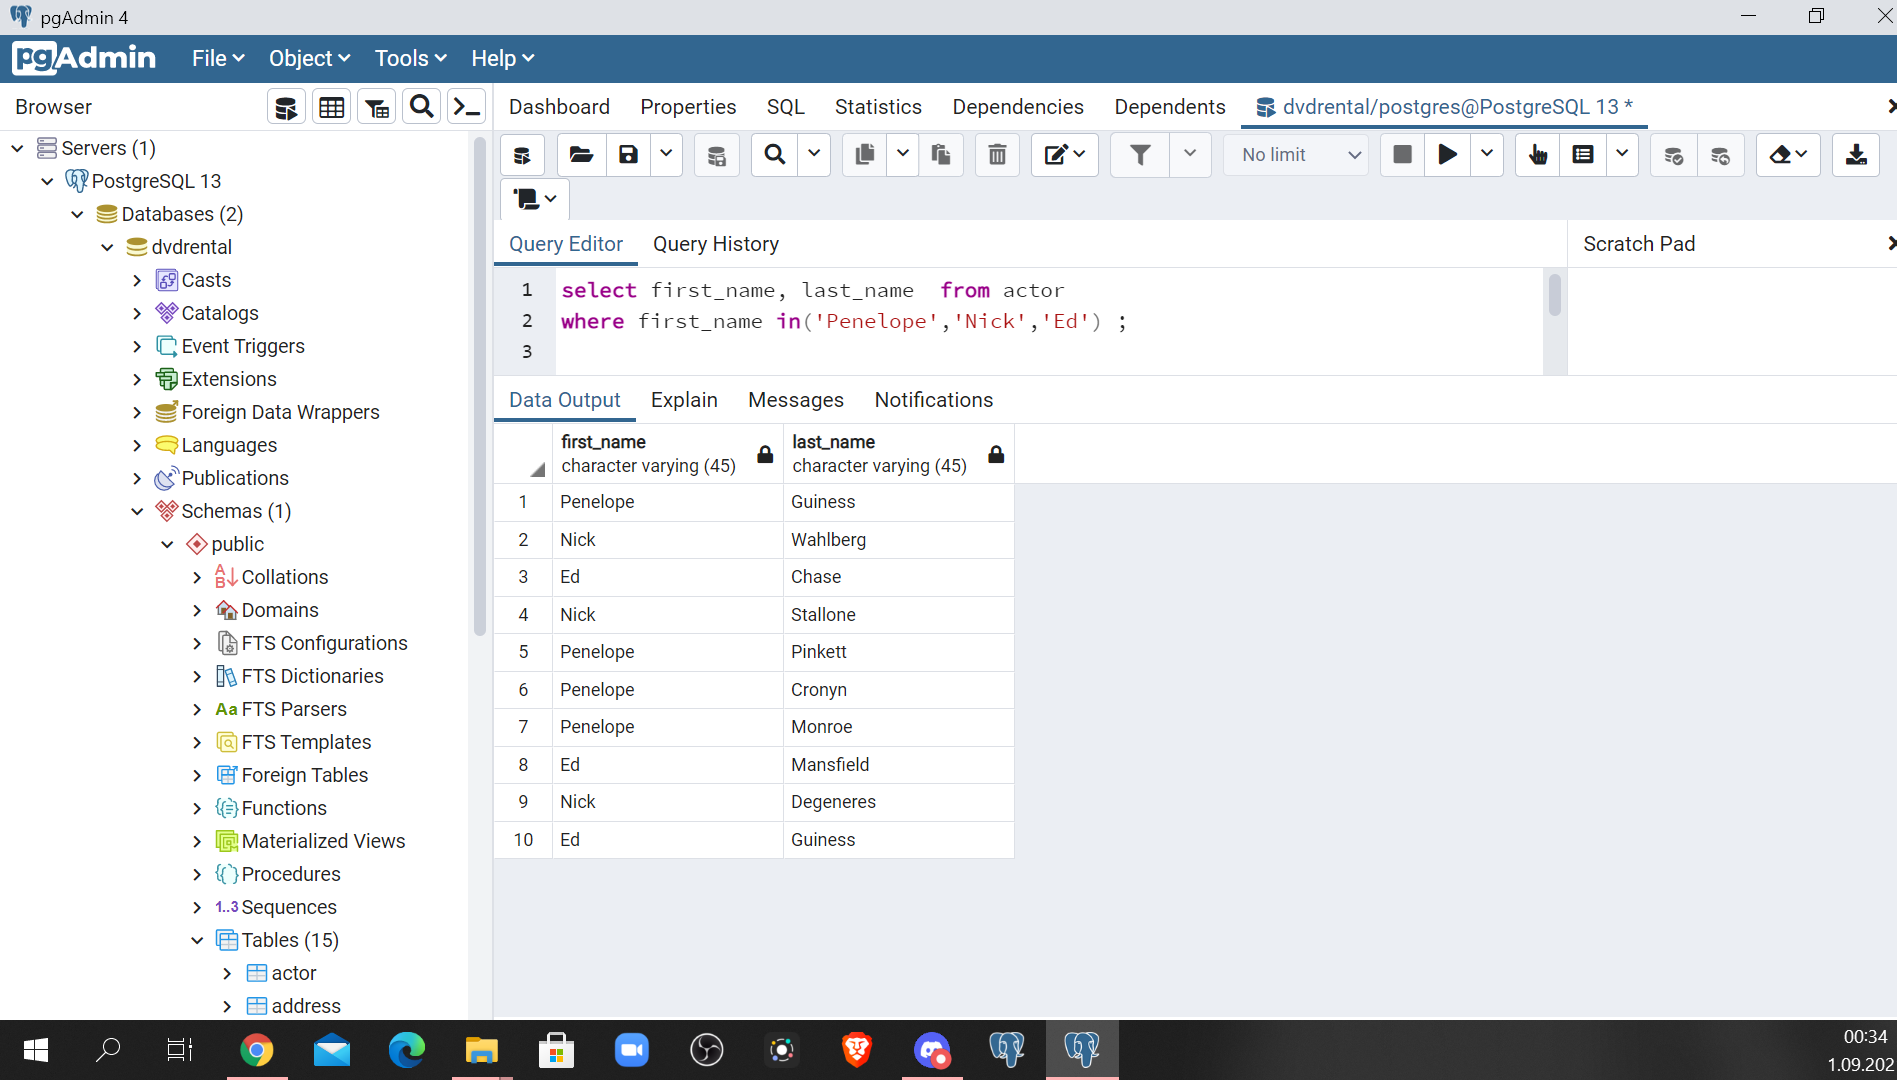 pgAdmin 4
pgAdmin File Object Tools Help
Browser
Dashboard Properties SQL Statistics Dependencies Dependents dvdrental/postgres@PostgreSQL 13 *
Servers (1)
PostgreSQL 13
Databases (2)
dvdrental
Casts
Catalogs
Event Triggers
Extensions
Foreign Data Wrappers
Languages
Publications
Schemas (1)
public
Collations
Domains
FTS Configurations
FTS Dictionaries
Aa FTS Parsers
FTS Templates
Foreign Tables
Functions
Materialized Views
Procedures
1..3 Sequences
Tables (15)
actor
address
No limit
Query Editor Query History
Scratch Pad
1 select first_name, last_name  from actor
2 where first_name in('Penelope','Nick','Ed') ;
3
Data Output Explain Messages Notifications
first_name last_name
character varying (45) character varying (45)
1 Penelope Guiness
2 Nick Wahlberg
3 Ed Chase
4 Nick Stallone
5 Penelope Pinkett
6 Penelope Cronyn
7 Penelope Monroe
8 Ed Mansfield
9 Nick Degeneres
10 Ed Guiness
00:34
1.09.202